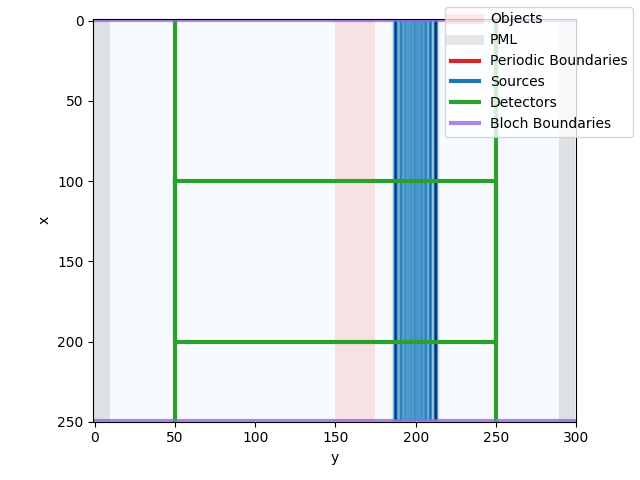 Objects
PML
Periodic Boundaries
Sources
Detectors
Bloch Boundaries
0
50
100
150
200
250
x
0 50 100 150 200 250 300
y